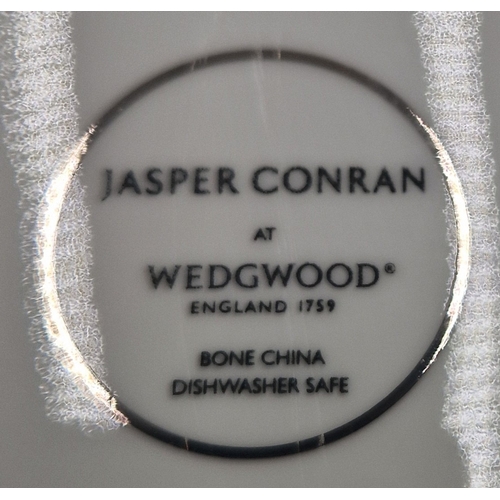 JASPER CONRAN
AT
WEDGWOOD®
ENGLAND 1759
BONE CHINA
DISHWASHER SAFE